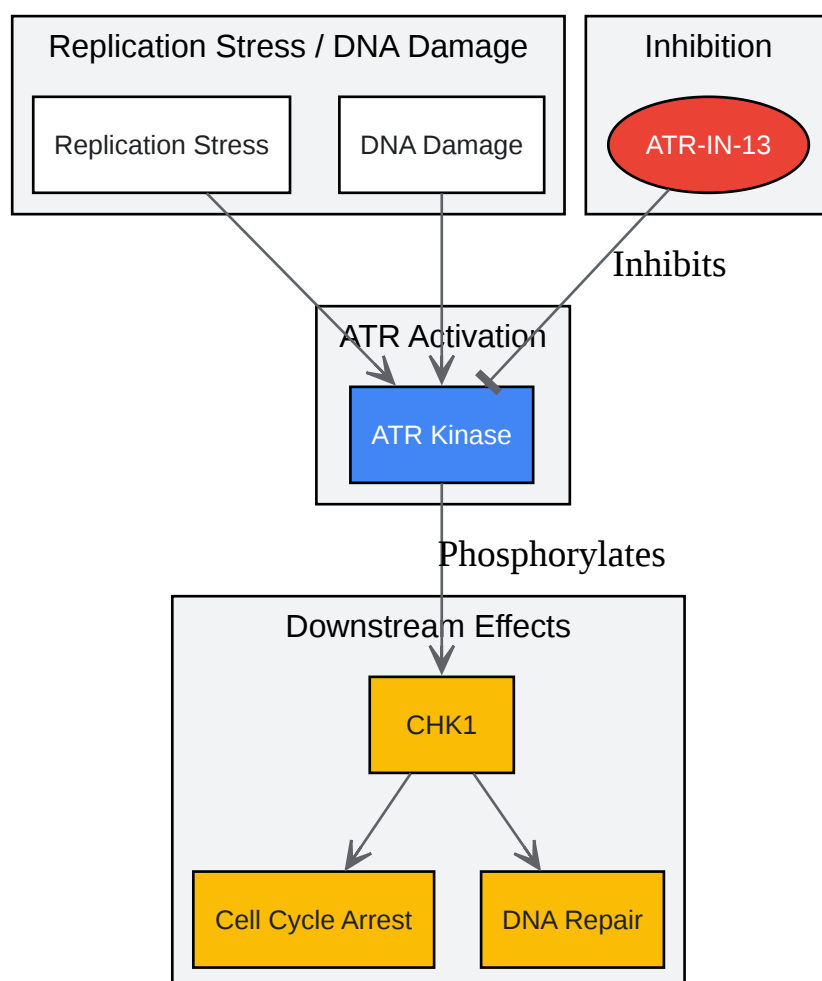 Replication Stress / DNA Damage
Inhibition
Replication Stress
DNA Damage
ATR-IN-13
Inhibits
ATR Activation
ATR Kinase
Phosphorylates
Downstream Effects
CHK1
Cell Cycle Arrest
DNA Repair